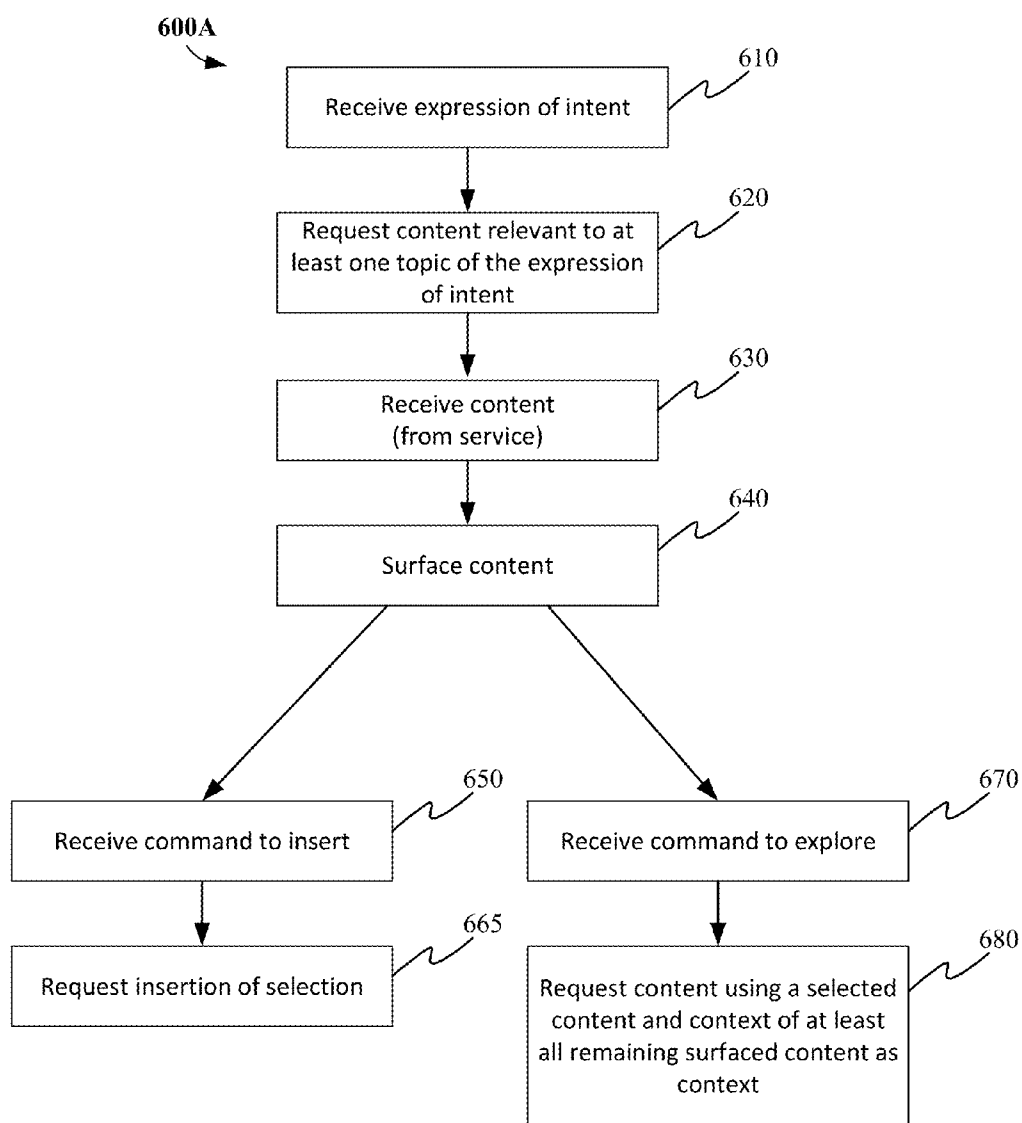 600A
610
Receive expression of intent
620
Request content relevant to at
least one topic of the expression
of intent
630
Receive content
(from service)
640
Surface content
650
Receive command to insert
670
Receive command to explore
665
Request insertion of selection
680
Request content using a selected
content and context of at least
all remaining surfaced content as
context